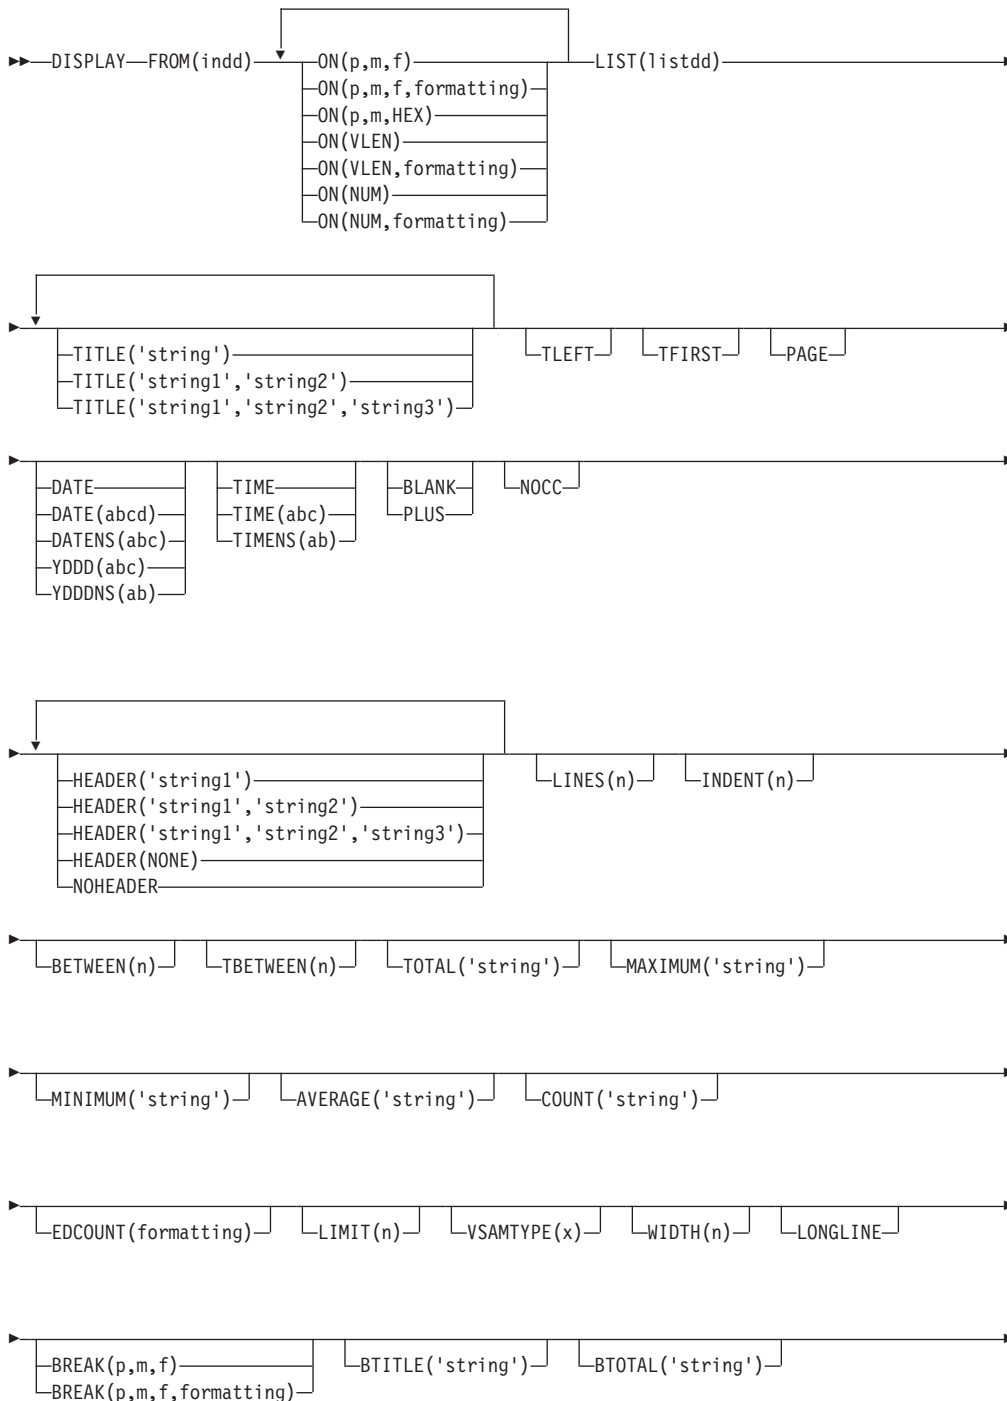 DISPLAY FROM(indd) ON(p,m,f) LIST(listdd)
ON(p,m,f,formatting)
ON(p,m,HEX)
ON(VLEN)
ON(VLEN,formatting)
ON(NUM)
ON(NUM,formatting)
TITLE('string') TLEFT TFIRST PAGE
TITLE('string1','string2')
TITLE('string1','string2','string3')
DATE TIME BLANK NOCC
DATE(abcd) TIME(abc) PLUS
DATENS(abc) TIMENS(ab)
YDDD(abc)
YDDDNS(ab)
HEADER('string1') LINES(n) INDENT(n)
HEADER('string1','string2')
HEADER('string1','string2','string3')
HEADER(NONE)
NOHEADER
BETWEEN(n) TBETWEEN(n) TOTAL('string') MAXIMUM('string')
MINIMUM('string') AVERAGE('string') COUNT('string')
EDCOUNT(formatting) LIMIT(n) VSAMTYPE(x) WIDTH(n) LONGLINE
BREAK(p,m,f) BTITLE('string') BTOTAL('string')
BREAK(p,m,f,formatting)